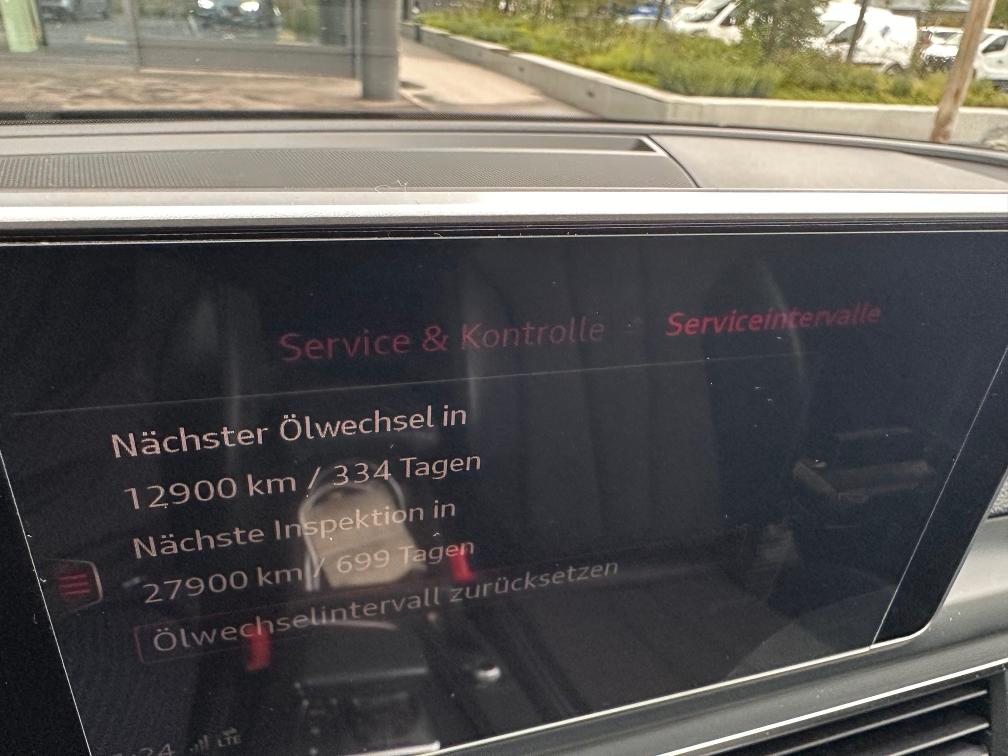 Service & Kontrolle Serviceintervalle
Nächster Ölwechsel in
12900 km / 334 Tagen
Nächste Inspektion in
27900 km / 699 Tagen
Ölwechselintervall zurücksetzen
LTE